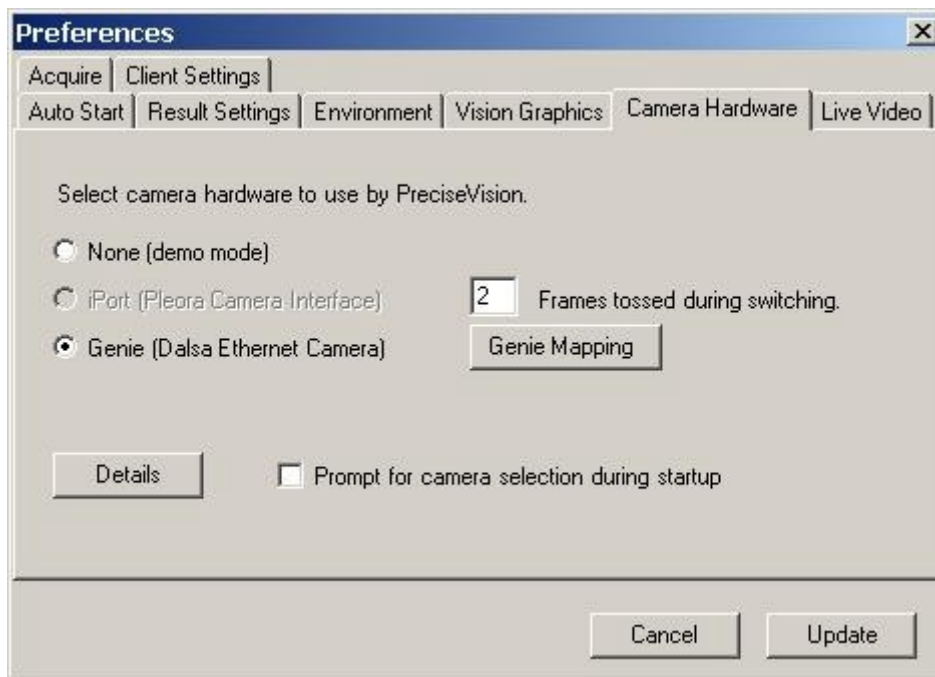 Preferences
Acquire Client Settings
Auto Start Result Settings Environment Vision Graphics Camera Hardware Live Video
Select camera hardware to use by PreciseVision.
None (demo mode)
iPort (Pleora Camera Interface) 2 Frames tossed during switching.
Genie (Dalsa Ethernet Camera) Genie Mapping
Details Prompt for camera selection during startup
Cancel Update